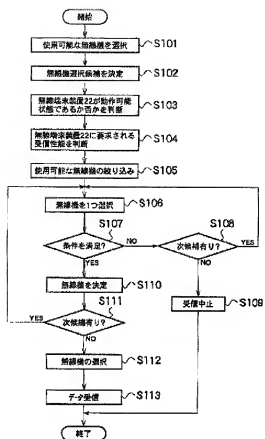 開始
使用可能な無線機を選択 S101
無線機選択候補を決定 S102
無線端末装置22が動作可能
状態であるか否かを判断 S103
無線端末装置22に要求される
受信性能を判断 S104
使用可能な無線機の絞り込み S105
無線機を1つ選択 S106
条件を満足? S107
NO
次候補有り? S108
YES
YES
NO
無線機を決定 S110
受信中止 S109
次候補有り? S111
YES
NO
無線機の選択 S112
データ受信 S113
終了